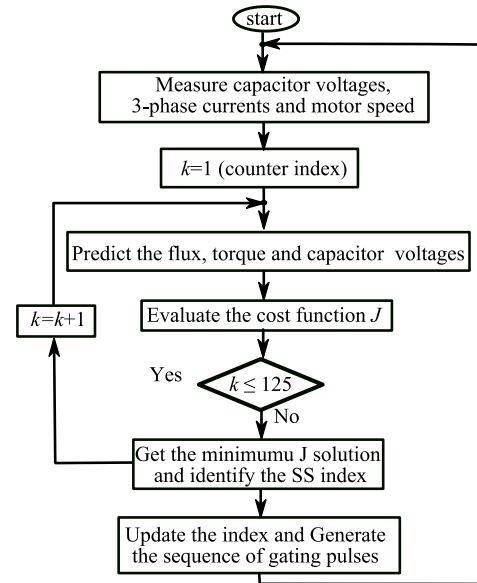 start
Measure capacitor voltages,
3-phase currents and motor speed
k=1 (counter index)
Predict the flux, torque and capacitor voltages
Evaluate the cost function J
k=k+1
Yes
k ≤ 125
No
Get the minimumu J solution
and identify the SS index
Update the index and Generate
the sequence of gating pulses